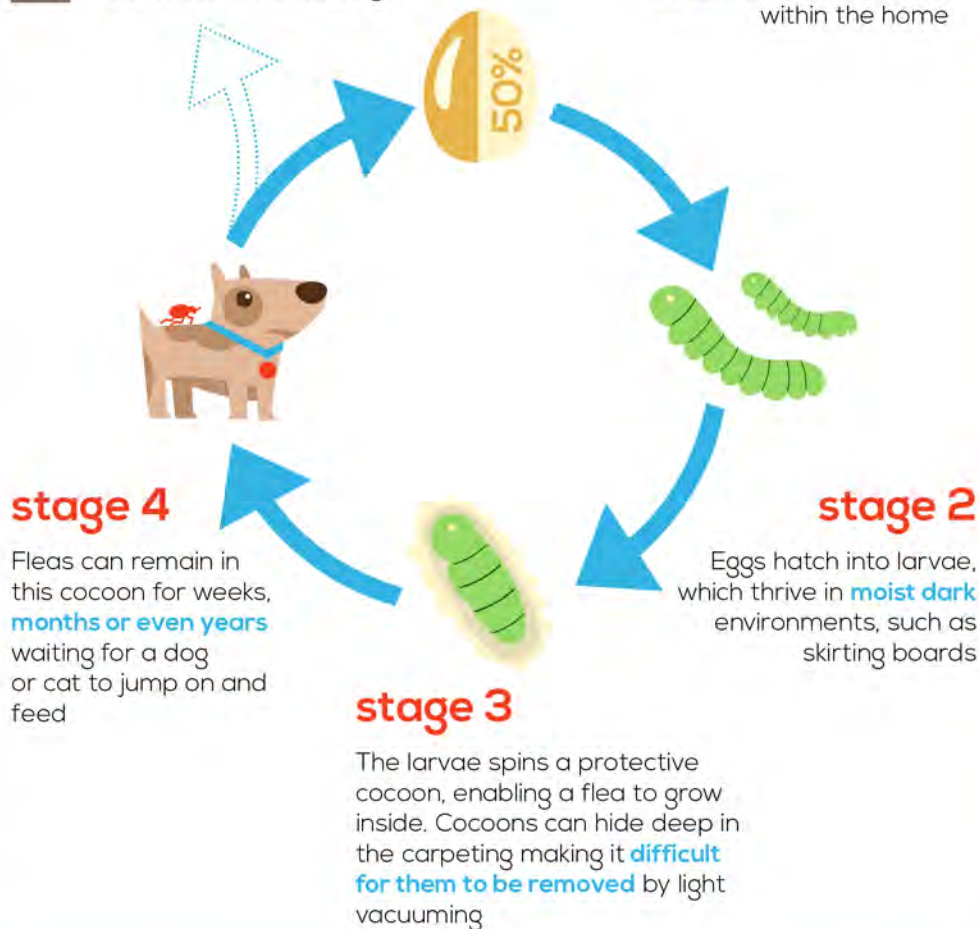 within the home
50%
stage 4
Fleas can remain in
this cocoon for weeks,
months or even years
waiting for a dog
or cat to jump on and
feed
stage 2
Eggs hatch into larvae,
which thrive in moist dark
environments, such as
skirting boards
stage 3
The larvae spins a protective
cocoon, enabling a flea to grow
inside. Cocoons can hide deep in
the carpeting making it difficult
for them to be removed by light
vacuuming